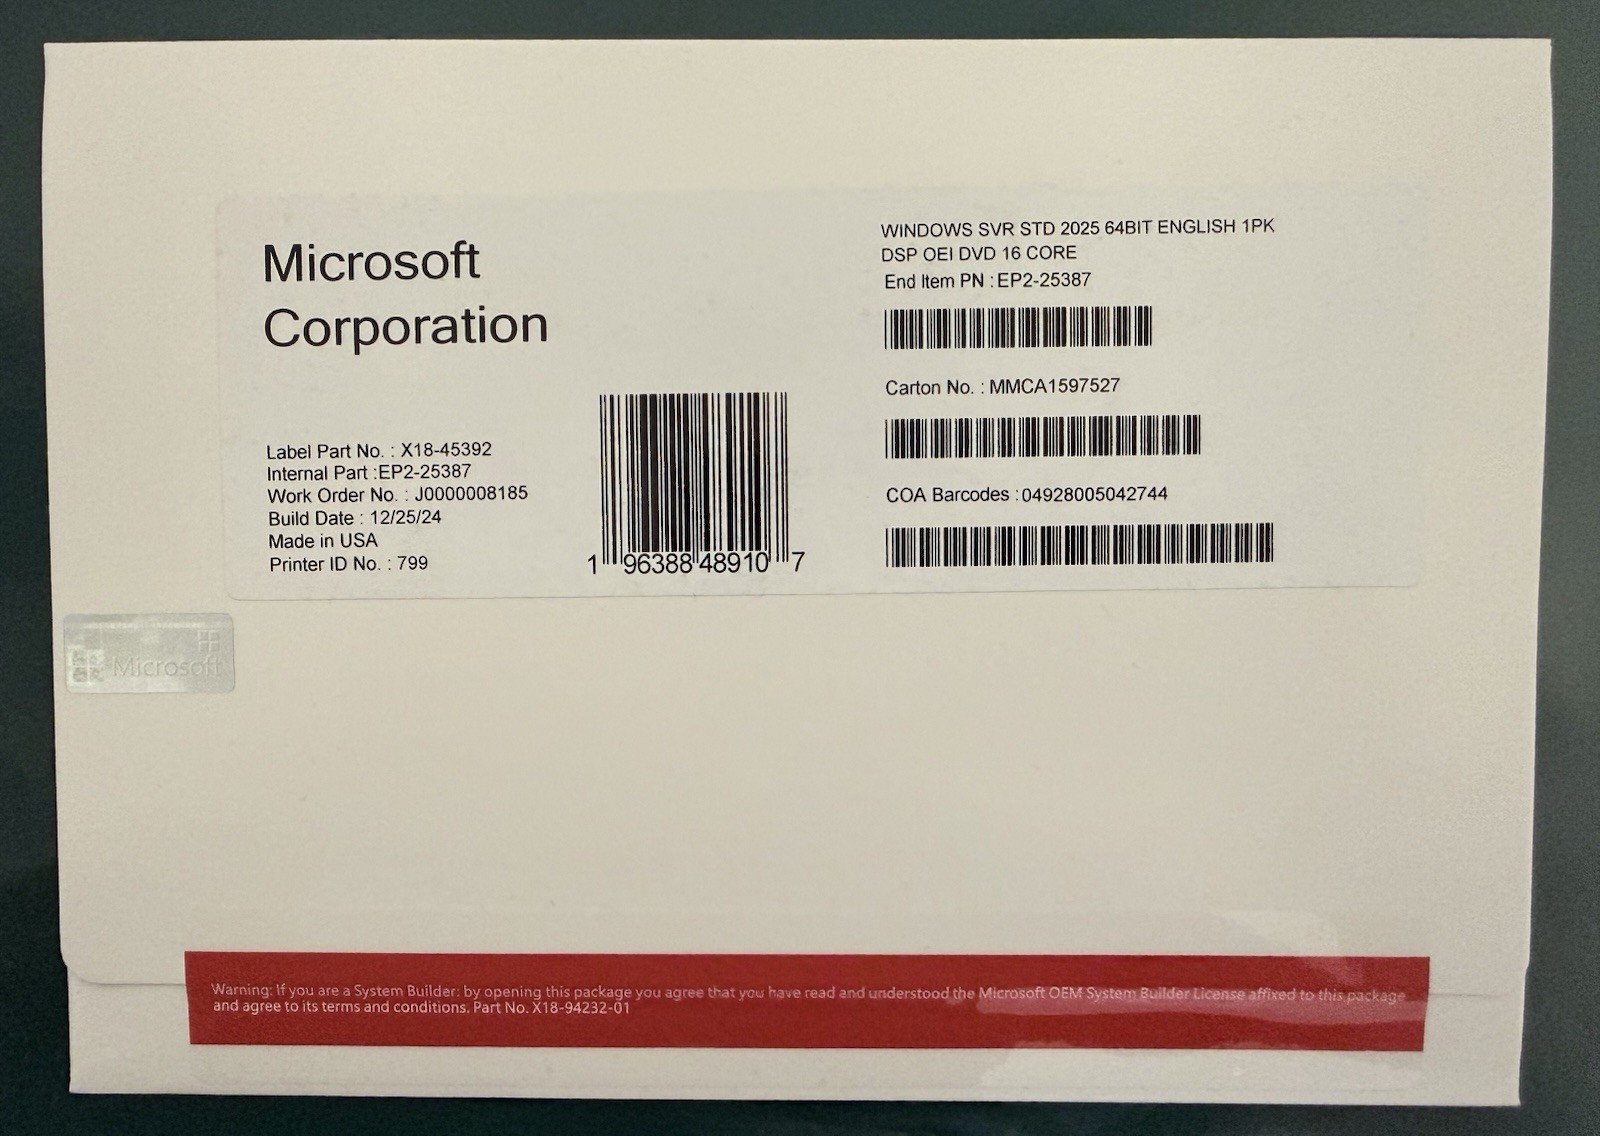 Microsoft
Corporation
Label Part No. : X18-45392
Internal Part :EP2-25387
Work Order No. : J0000008185
Build Date : 12/25/24
Made in USA
Printer ID No. : 799
1 96388 48910 7
WINDOWS SVR STD 2025 64BIT ENGLISH 1PK
DSP OEI DVD 16 CORE
End Item PN : EP2-25387
Carton No. : MMCA1597527
COA Barcodes : 04928005042744
Microsoft
Warning: If you are a System Builder: by opening this package you agree that you have read and understood the Microsoft OEM System Builder License affixed to this package
and agree to its terms and conditions. Part No. X18-94232-01